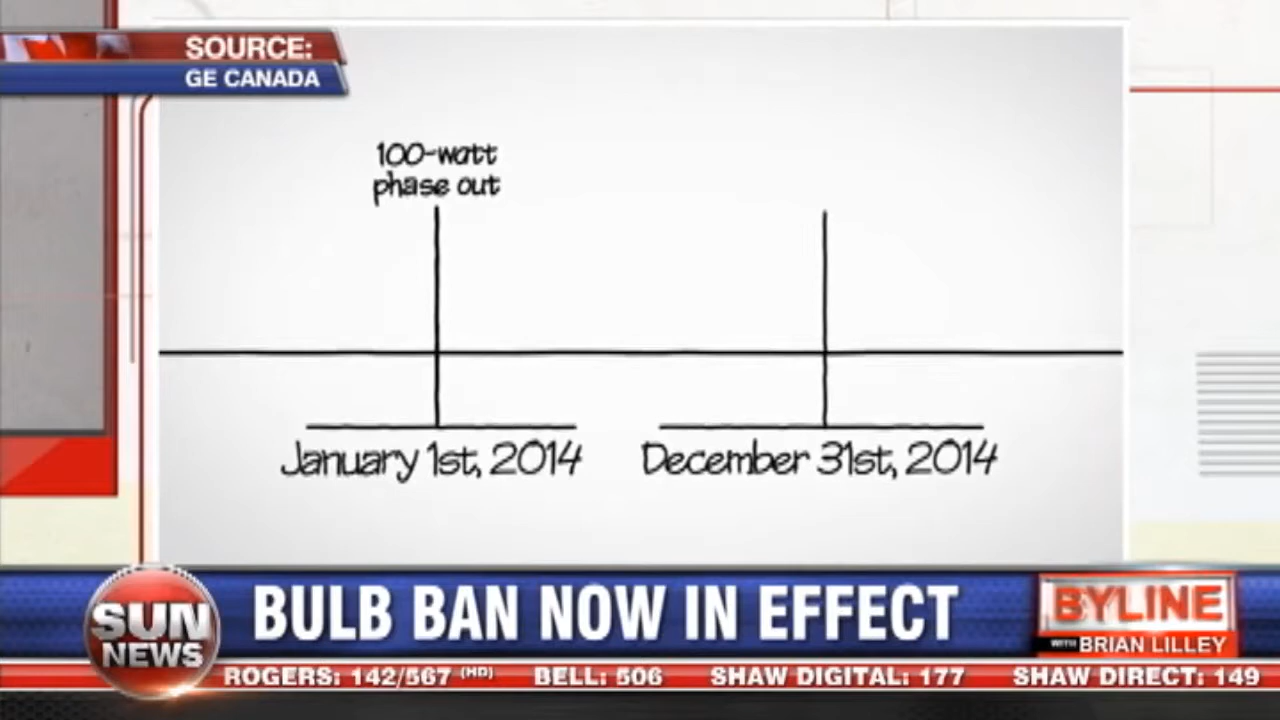 SOURCE:
GE CANADA
100-watt
phase out
January 1st, 2014
December 31st, 2014
SUN
NEWS
BULB BAN NOW IN EFFECT
BYLINE
WITH BRIAN LILLEY
ROGERS: 142/567 (HD) BELL: 506 SHAW DIGITAL: 177 SHAW DIRECT: 149